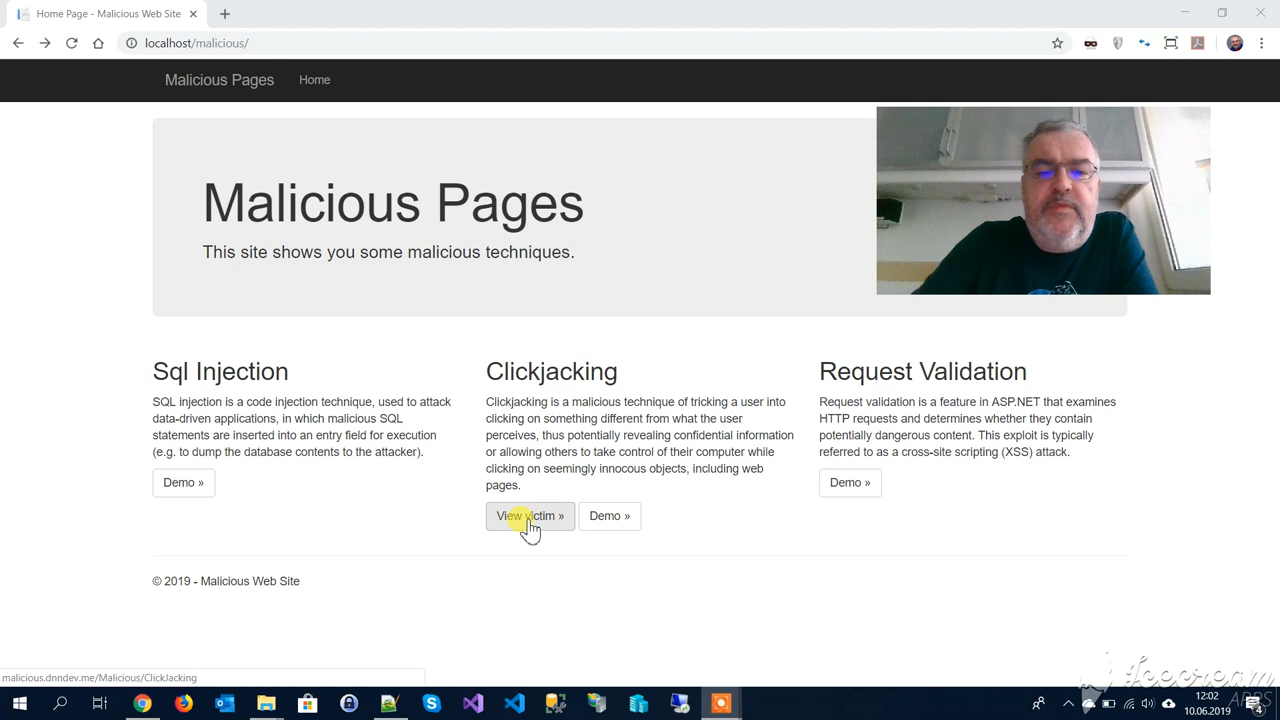 Home Page - Malicious Web Site
localhost/malicious/
Malicious Pages
Home
Malicious Pages
This site shows you some malicious techniques.
Sql Injection
SQL injection is a code injection technique, used to attack
data-driven applications, in which malicious SQL
statements are inserted into an entry field for execution
(e.g. to dump the database contents to the attacker).
Demo »
Clickjacking
Clickjacking is a malicious technique of tricking a user into
clicking on something different from what the user
perceives, thus potentially revealing confidential information
or allowing others to take control of their computer while
clicking on seemingly innocous objects, including web
pages.
View victim »
Demo »
Request Validation
Request validation is a feature in ASP.NET that examines
HTTP requests and determines whether they contain
potentially dangerous content. This exploit is typically
referred to as a cross-site scripting (XSS) attack.
Demo »
© 2019 - Malicious Web Site
malicious.dnndev.me/Malicious/ClickJacking
Icecream
APPS
12:02
10.06.2019
4